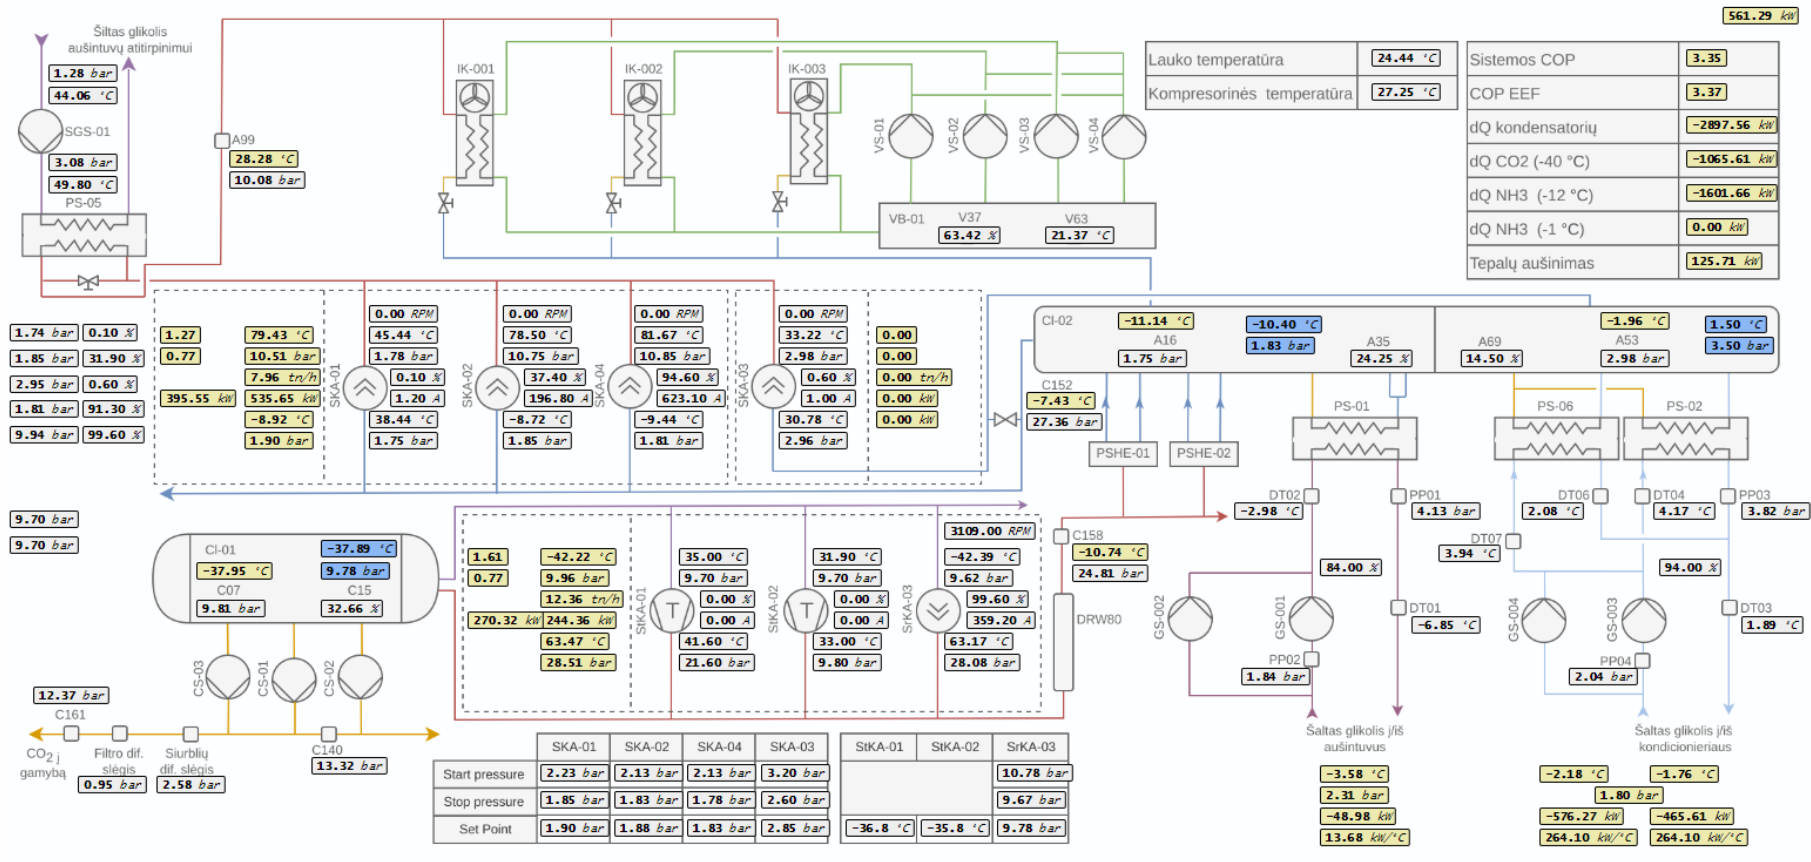 561.29 kW
Šiltas glikolis
aušintuvų atitirpinimui
1.28 bar
44.06 °C
SGS-01
3.08 bar
49.80 °C
PS-05
A99
28.28 °C
10.08 bar
IK-001
IK-002
IK-003
VS-01
VS-02
VS-03
VS-04
VB-01
V37
63.42 %
V63
21.37 °C
Lauko temperatūra 24.44 °C
Kompresorinės temperatūra 27.25 °C
Sistemos COP 3.35
COP EEF 3.37
dQ kondensatorių -2897.56 kW
dQ CO2 (-40 °C) -1065.61 kW
dQ NH3 (-12 °C) -1601.66 kW
dQ NH3 (-1 °C) 0.00 kW
Tepalų aušinimas 125.71 kW
1.74 bar 0.10 %
1.85 bar 31.90 %
2.95 bar 0.60 %
1.81 bar 91.30 %
9.94 bar 99.60 %
1.27
0.77
395.55 kW
79.43 °C
10.51 bar
7.96 tn/h
535.65 kW
-8.92 °C
1.90 bar
SKA-01
0.00 RPM
45.44 °C
1.78 bar
0.10 %
1.20 A
38.44 °C
1.75 bar
SKA-02
0.00 RPM
78.50 °C
10.75 bar
37.40 %
196.80 A
-8.72 °C
1.85 bar
SKA-04
0.00 RPM
81.67 °C
10.85 bar
94.60 %
623.10 A
-9.44 °C
1.81 bar
SKA-03
0.00 RPM
33.22 °C
2.98 bar
0.60 %
1.00 A
30.78 °C
2.96 bar
0.00
0.00
0.00 tn/h
0.00 kW
0.00 kW
CI-02
-11.14 °C
A16
1.75 bar
-10.40 °C
1.83 bar
A35
24.25 %
A69
14.50 %
-1.96 °C
A53
2.98 bar
1.50 °C
3.50 bar
C152
-7.43 °C
27.36 bar
PSHE-01
PSHE-02
PS-01
PS-06
PS-02
DT02
-2.98 °C
PP01
4.13 bar
DT06
2.08 °C
DT04
4.17 °C
PP03
3.82 bar
DT07
3.94 °C
84.00 %
94.00 %
GS-002
GS-001
GS-004
GS-003
DT01
-6.85 °C
DT03
1.89 °C
PP02
1.84 bar
PP04
2.04 bar
9.70 bar
9.70 bar
CI-01
-37.95 °C
C07
9.81 bar
-37.89 °C
9.78 bar
C15
32.66 %
CS-03
CS-01
CS-02
12.37 bar
C161
CO2 į
gamybą
Filtro dif.
slėgis
0.95 bar
Siurblių
dif. slėgis
2.58 bar
C140
13.32 bar
1.61
0.77
270.32 kW
-42.22 °C
9.96 bar
12.36 tn/h
244.36 kW
63.47 °C
28.51 bar
StKA-01
35.00 °C
9.70 bar
0.00 %
0.00 A
41.60 °C
21.60 bar
StKA-02
31.90 °C
9.70 bar
0.00 %
0.00 A
33.00 °C
9.80 bar
SrKA-03
3109.00 RPM
-42.39 °C
9.62 bar
99.60 %
359.20 A
63.17 °C
28.08 bar
C158
-10.74 °C
24.81 bar
DRW80
T
T
SKA-01 SKA-02 SKA-04 SKA-03
Start pressure 2.23 bar 2.13 bar 2.13 bar 3.20 bar
Stop pressure 1.85 bar 1.83 bar 1.78 bar 2.60 bar
Set Point 1.90 bar 1.88 bar 1.83 bar 2.85 bar
StKA-01 StKA-02 SrKA-03
10.78 bar
9.67 bar
-36.8 °C -35.8 °C 9.78 bar
Šaltas glikolis į/iš
aušintuvus
-3.58 °C
2.31 bar
-48.98 kW
13.68 kW/°C
Šaltas glikolis į/iš
kondicionieriaus
-2.18 °C -1.76 °C
1.80 bar
-576.27 kW -465.61 kW
264.10 kW/°C 264.10 kW/°C